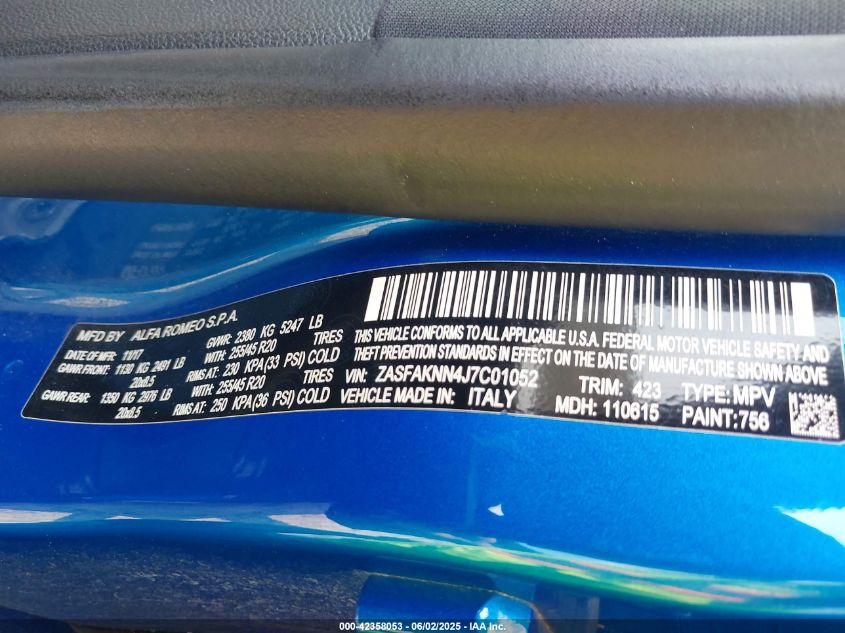 MFD BY ALFA ROMEO S.P.A.
DATE OF MFR: 11/17 GVWR: 2380 KG 5247 LB
GAWR FRONT: 1130 KG 2491 LB WITH: 255/45 R20 TIRES
20x8.5 RIMS AT: 230 KPA (33 PSI) COLD
GAWR REAR: 1350 KG 2976 LB WITH: 255/45 R20 TIRES
20x8.5 RIMS AT: 250 KPA (36 PSI) COLD
THIS VEHICLE CONFORMS TO ALL APPLICABLE U.S.A. FEDERAL MOTOR VEHICLE SAFETY AND
THEFT PREVENTION STANDARDS IN EFFECT ON THE DATE OF MANUFACTURE SHOWN ABOVE
VIN: ZASFAKNN4J7C01052 TRIM: 423 TYPE: MPV
VEHICLE MADE IN: ITALY MDH: 110615 PAINT: 756
000-42358053 - 06/02/2025 - IAA Inc.